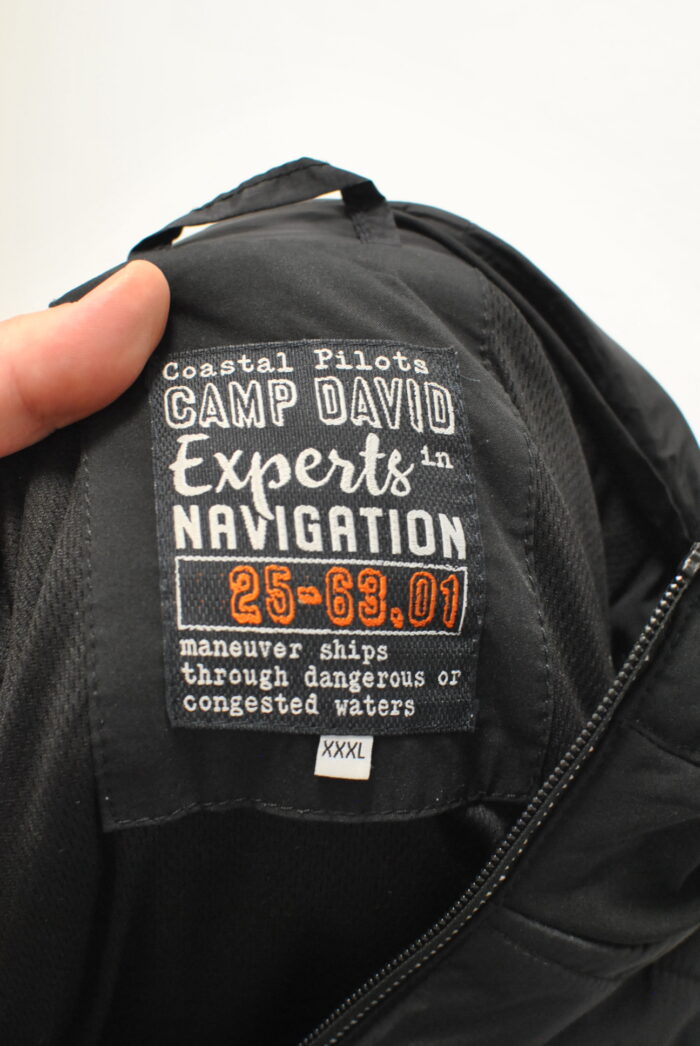 Coastal Pilots
CAMP DAVID
Experts in
NAVIGATION
25-63.01
maneuver ships
through dangerous or
congested waters
XXXL